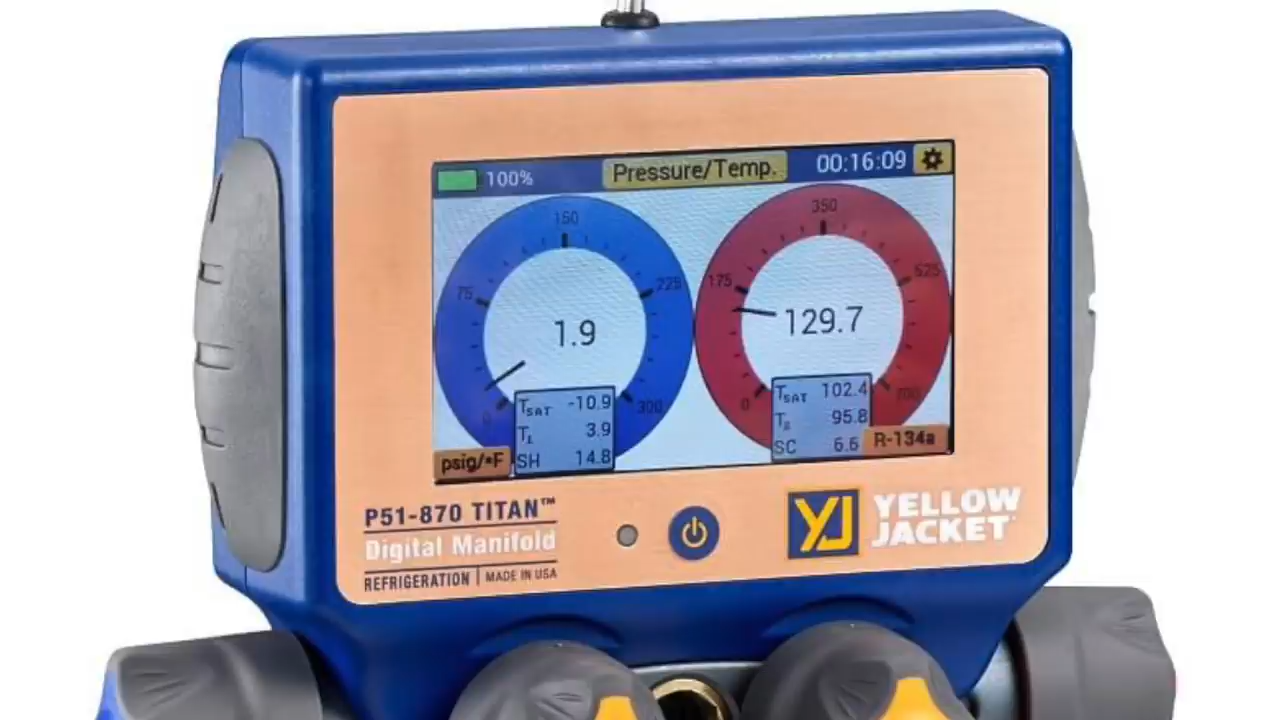 100%
Pressure/Temp.
00:16:09
150
75
225
0
300
1.9
TSAT -10.9
TL 3.9
SH 14.8
psig/°F
350
175
525
0
700
129.7
TSAT 102.4
95.8
SC 6.6
R-134a
P51-870 TITAN™
Digital Manifold
REFRIGERATION | MADE IN USA
YJ
YELLOW
JACKET